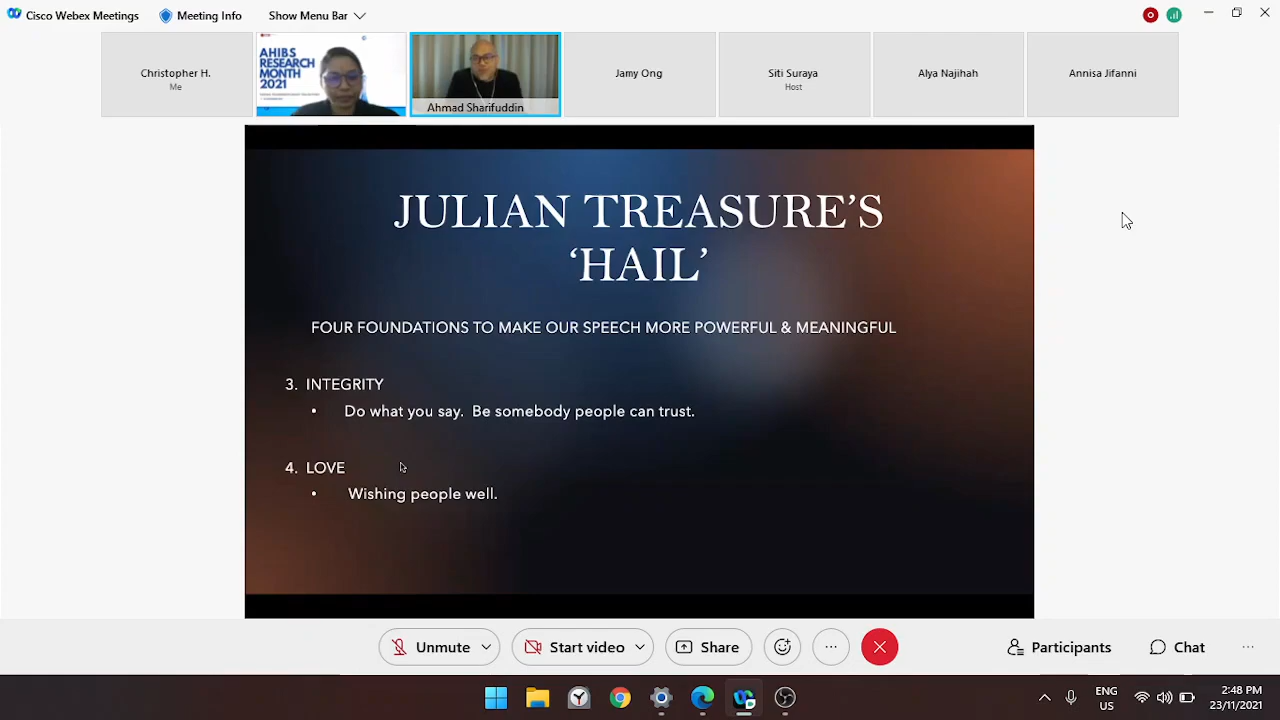 Cisco Webex Meetings
Meeting Info
Show Menu Bar
Christopher H.
Me
AHIBS
RESEARCH
MONTH
2021
Ahmad Sharifuddin
Jamy Ong
Siti Suraya
Host
Alya Najihah
Annisa Jifanni
JULIAN TREASURE’S
‘HAIL’
FOUR FOUNDATIONS TO MAKE OUR SPEECH MORE POWERFUL & MEANINGFUL
3. INTEGRITY
• Do what you say. Be somebody people can trust.
4. LOVE
• Wishing people well.
Unmute
Start video
Share
Participants
Chat
ENG
US
2:48 PM
23/11/2021